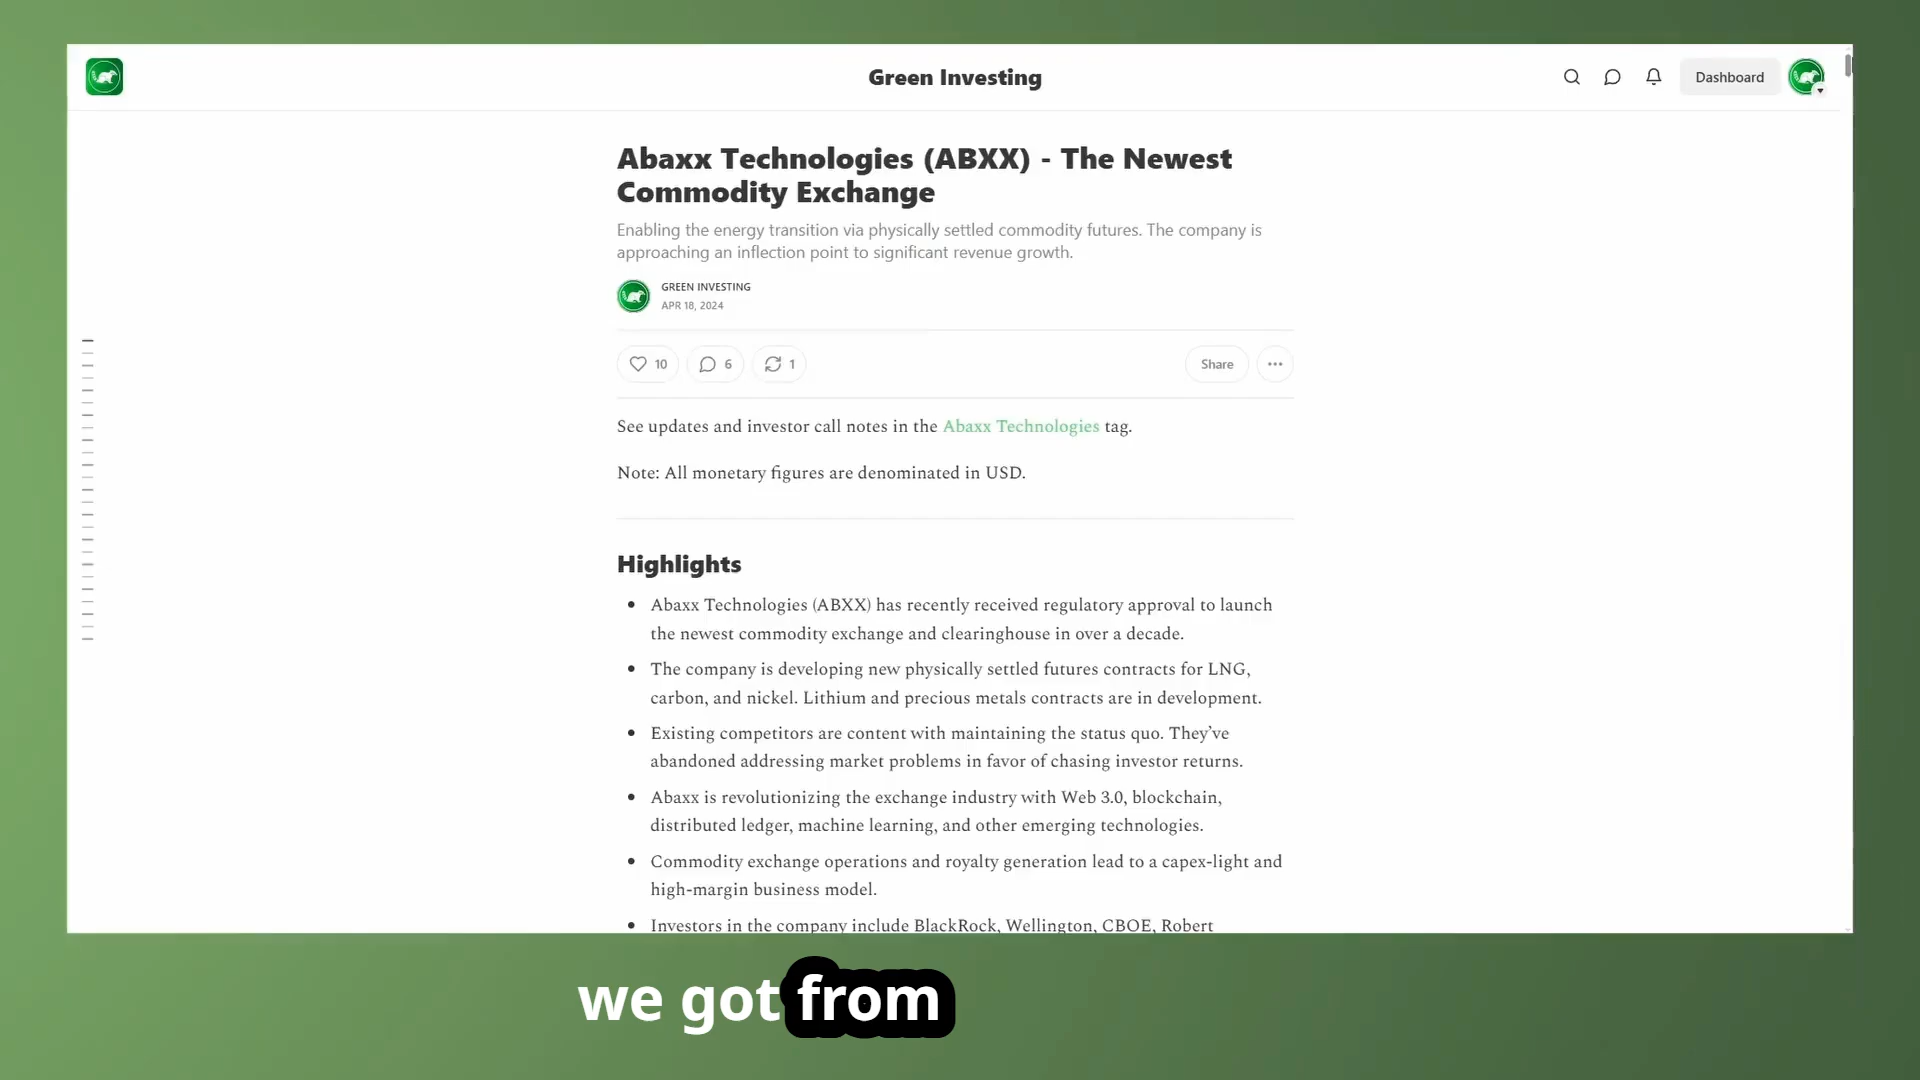 Green Investing
Dashboard
Abaxx Technologies (ABXX) - The Newest
Commodity Exchange
Enabling the energy transition via physically settled commodity futures. The company is
approaching an inflection point to significant revenue growth.
GREEN INVESTING
APR 18, 2024
10
6
1
Share
See updates and investor call notes in the Abaxx Technologies tag.
Note: All monetary figures are denominated in USD.
Highlights
• Abaxx Technologies (ABXX) has recently received regulatory approval to launch
the newest commodity exchange and clearinghouse in over a decade.
• The company is developing new physically settled futures contracts for LNG,
carbon, and nickel. Lithium and precious metals contracts are in development.
• Existing competitors are content with maintaining the status quo. They’ve
abandoned addressing market problems in favor of chasing investor returns.
• Abaxx is revolutionizing the exchange industry with Web 3.0, blockchain,
distributed ledger, machine learning, and other emerging technologies.
• Commodity exchange operations and royalty generation lead to a capex-light and
high-margin business model.
• Investors in the company include BlackRock, Wellington, CBOE, Robert
we got from